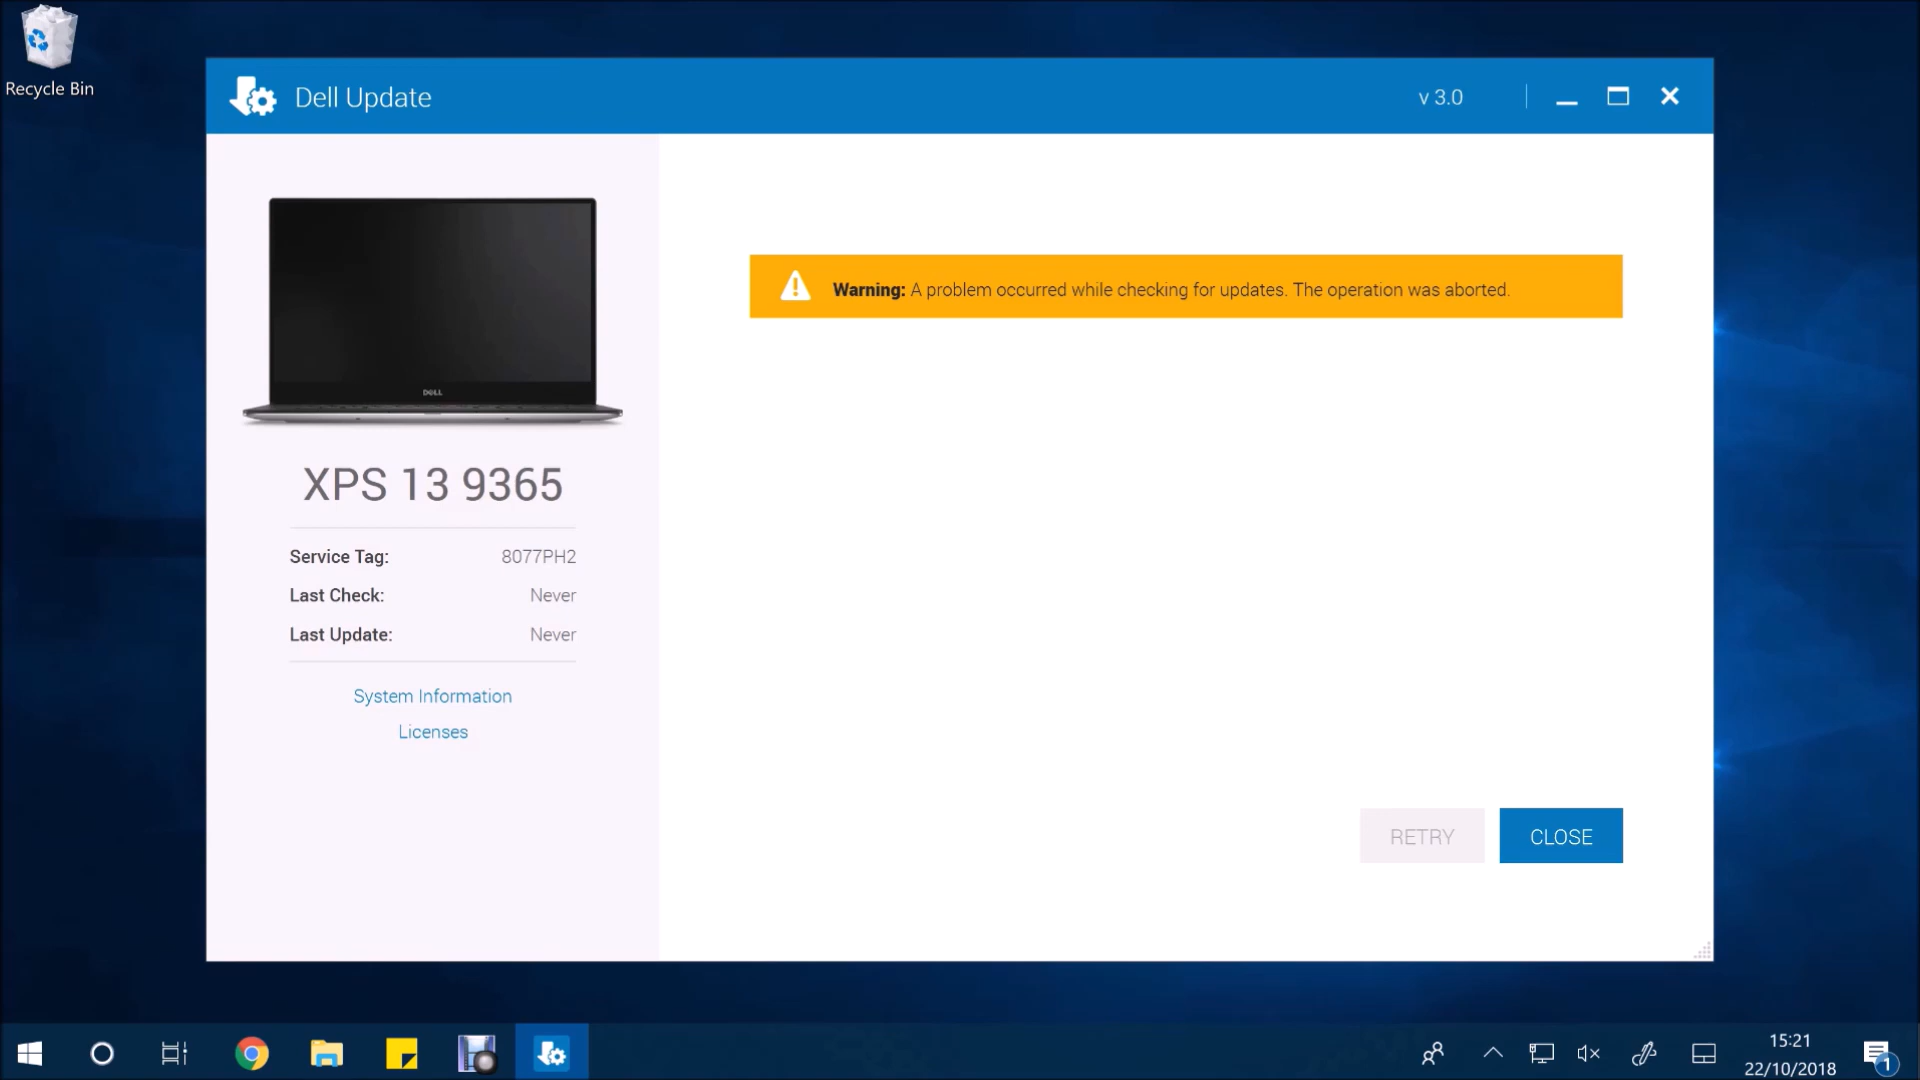 Recycle Bin
Dell Update
v 3.0
DELL
XPS 13 9365
Service Tag: 8077PH2
Last Check: Never
Last Update: Never
System Information
Licenses
Warning: A problem occurred while checking for updates. The operation was aborted.
RETRY
CLOSE
15:21
22/10/2018
1